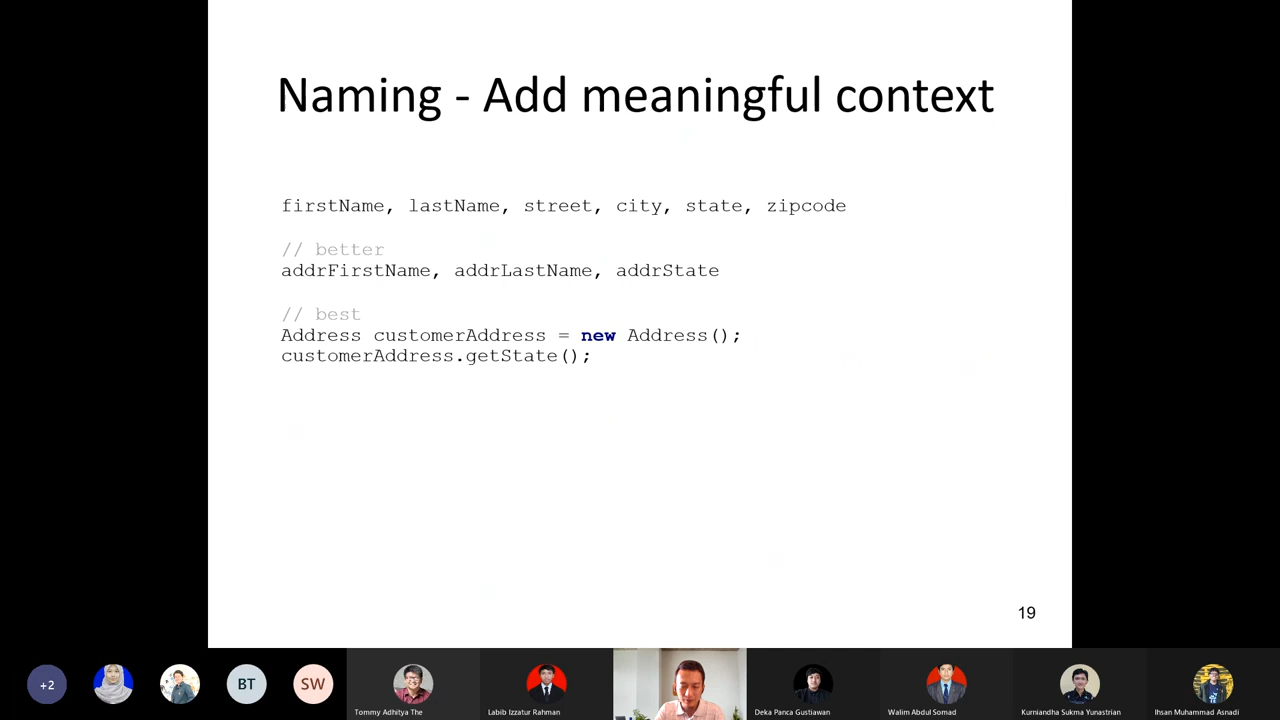 Naming - Add meaningful context
firstName, lastName, street, city, state, zipcode
// better
addrFirstName, addrLastName, addrState
// best
Address customerAddress = new Address();
customerAddress.getState();
19
+2
BT
SW
Tommy Adhitya The
Labib Izzatur Rahman
Deka Panca Gustiawan
Walim Abdul Somad
Kurniandha Sukma Yunastrian
Ihsan Muhammad Asnadi